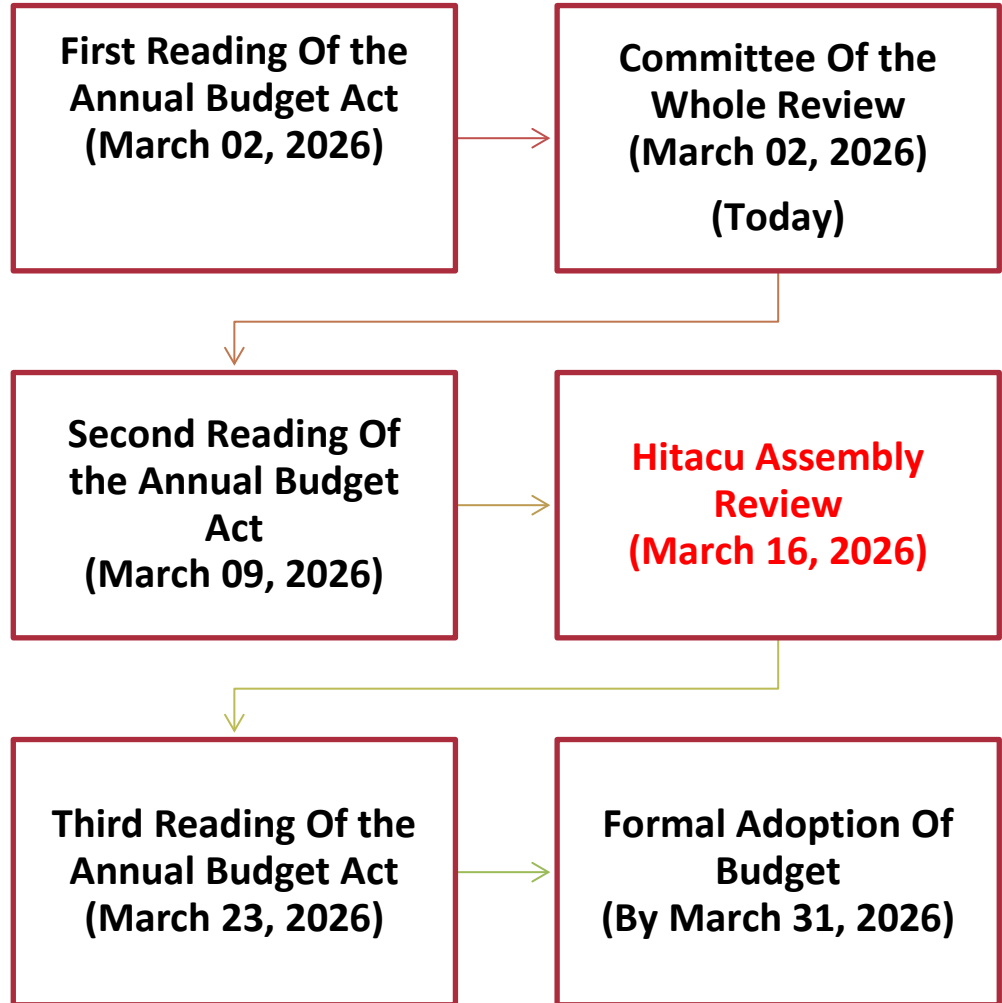 First Reading Of the
Annual Budget Act
(March 02, 2026)
Committee Of the
Whole Review
(March 02, 2026)
(Today)
Second Reading Of
the Annual Budget
Act
(March 09, 2026)
Hitacu Assembly
Review
(March 16, 2026)
Third Reading Of the
Annual Budget Act
(March 23, 2026)
Formal Adoption Of
Budget
(By March 31, 2026)